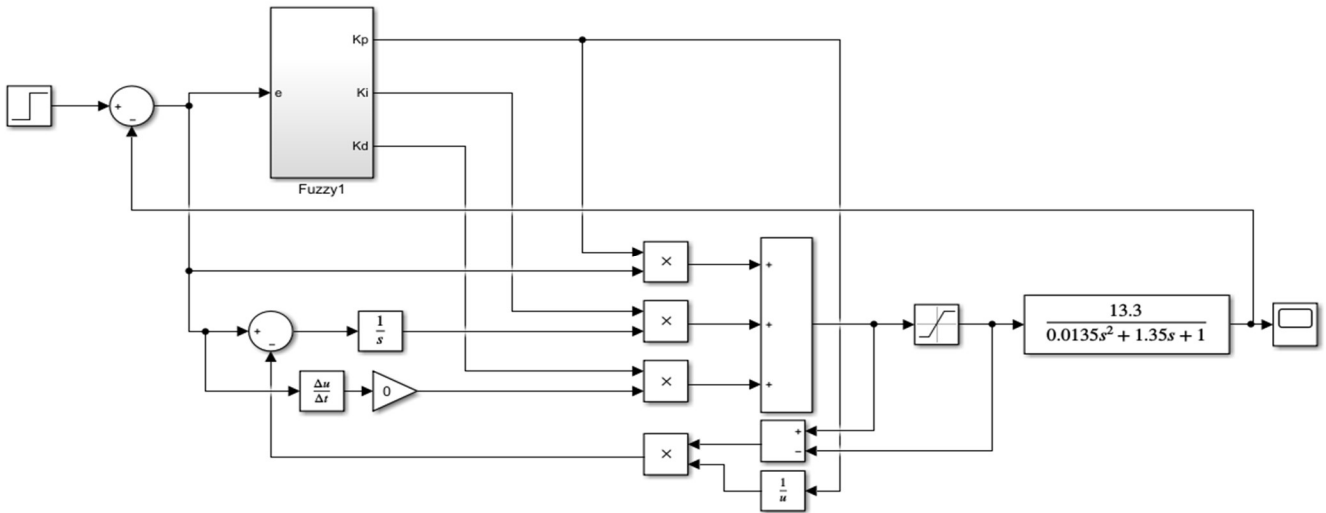 Kp
+
−
e
Ki
Kd
Fuzzy1
×
+
×
+
13.3
0.0135s² + 1.35s + 1
+
−
1
s
×
+
Δu
Δt
0
×
+
−
1
u